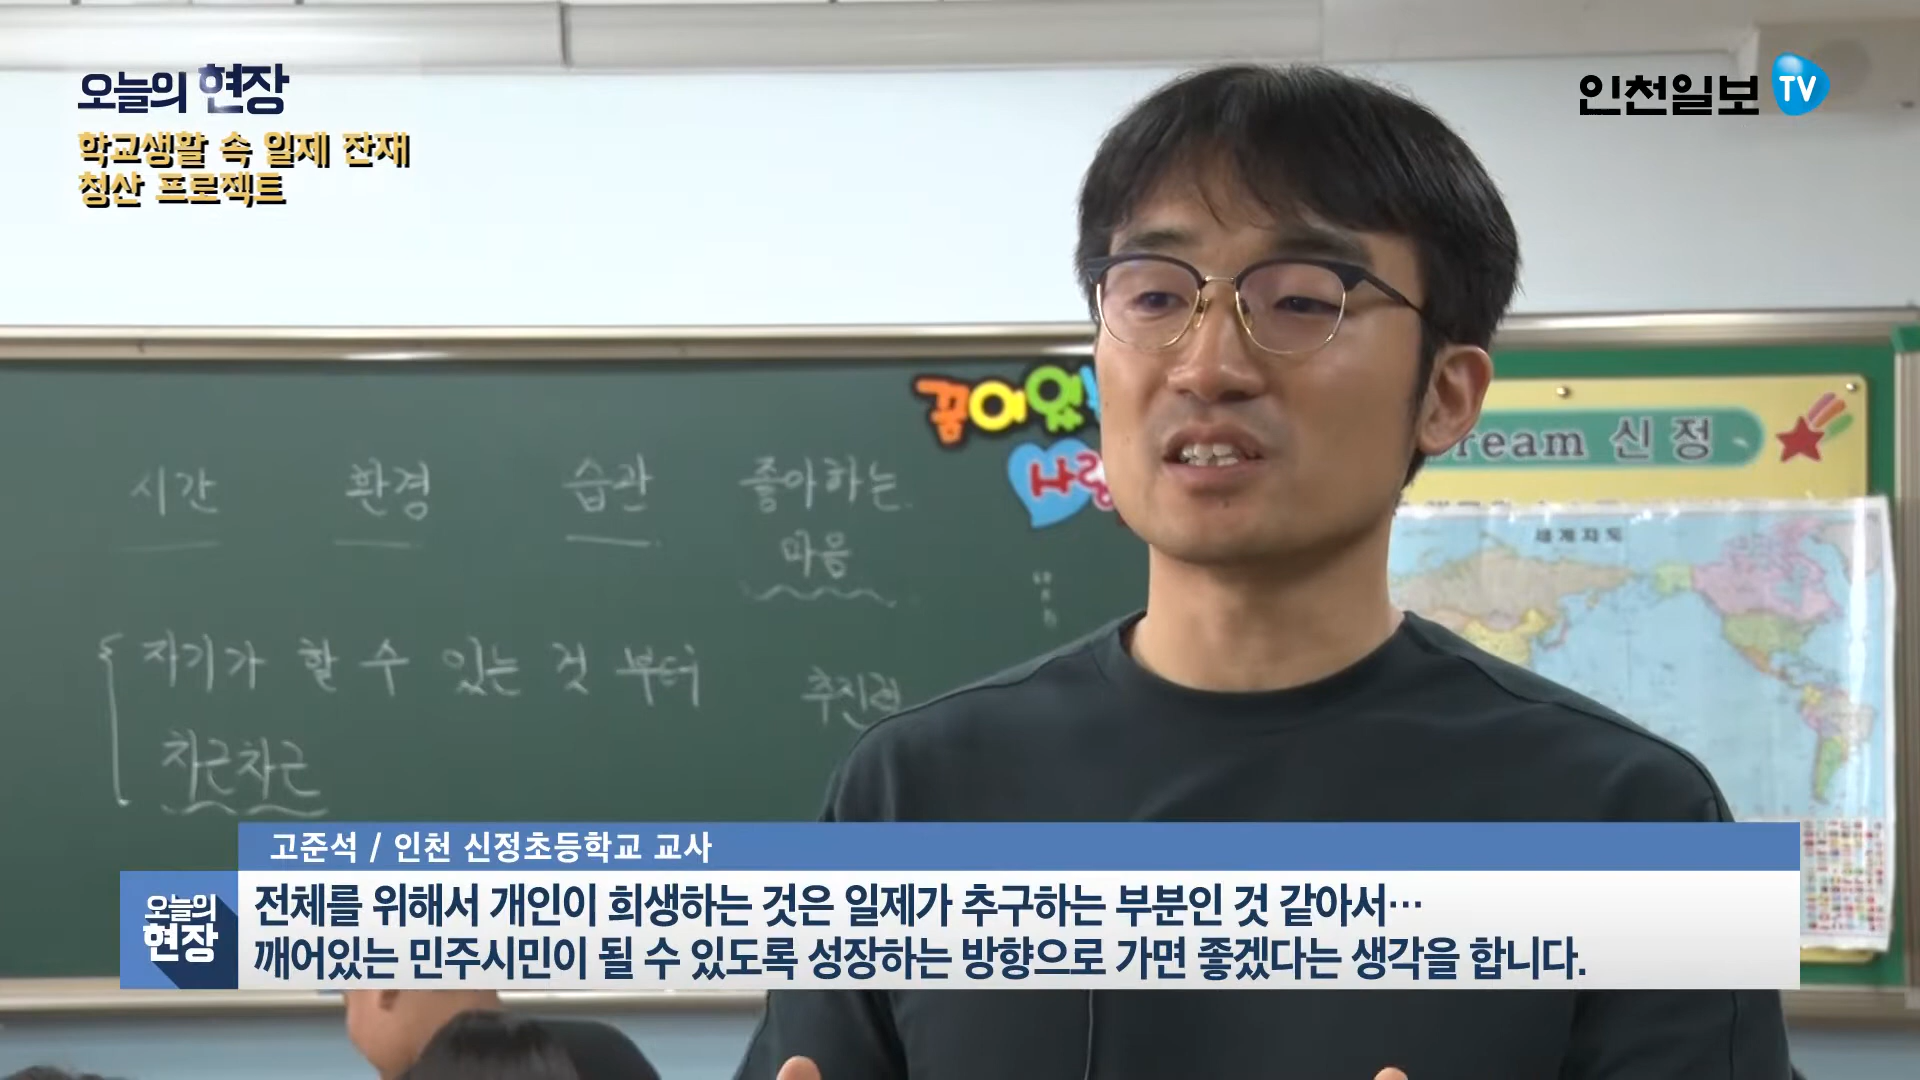 오늘의 현장
학교생활 속 일제 잔재
청산 프로젝트
인천일보 TV
꿈이있
사랑
ream 신정
세계지도
시간 환경 습관 좋아하는
마음
자기가 할 수 있는 것 부터
차근차근
추진력
고준석 / 인천 신정초등학교 교사
오늘의
현장
전체를 위해서 개인이 희생하는 것은 일제가 추구하는 부분인 것 같아서…
깨어있는 민주시민이 될 수 있도록 성장하는 방향으로 가면 좋겠다는 생각을 합니다.